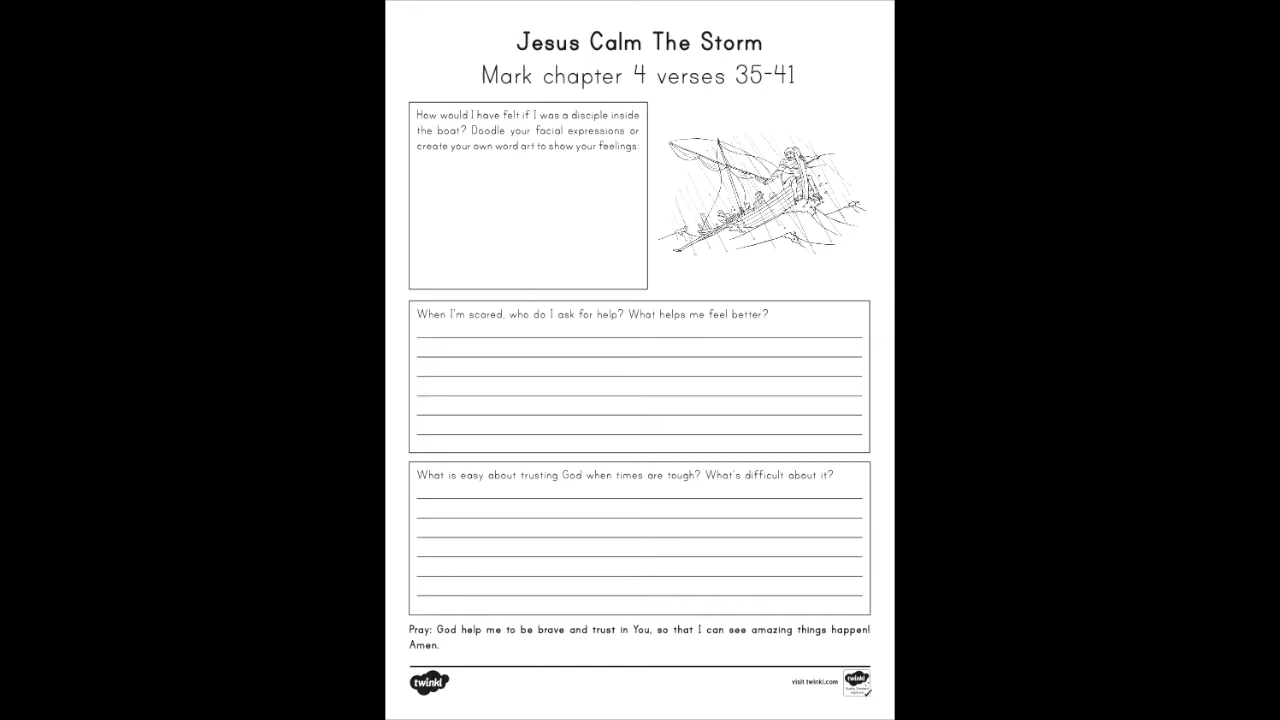 Jesus Calm The Storm
Mark chapter 4 verses 35-41
How would I have felt if I was a disciple inside
the boat? Doodle your facial expressions or
create your own word art to show your feelings:
When I'm scared, who do I ask for help? What helps me feel better?
What is easy about trusting God when times are tough? What's difficult about it?
Pray: God help me to be brave and trust in You, so that I can see amazing things happen!
Amen.
twinkl
visit twinkl.com
twinkl